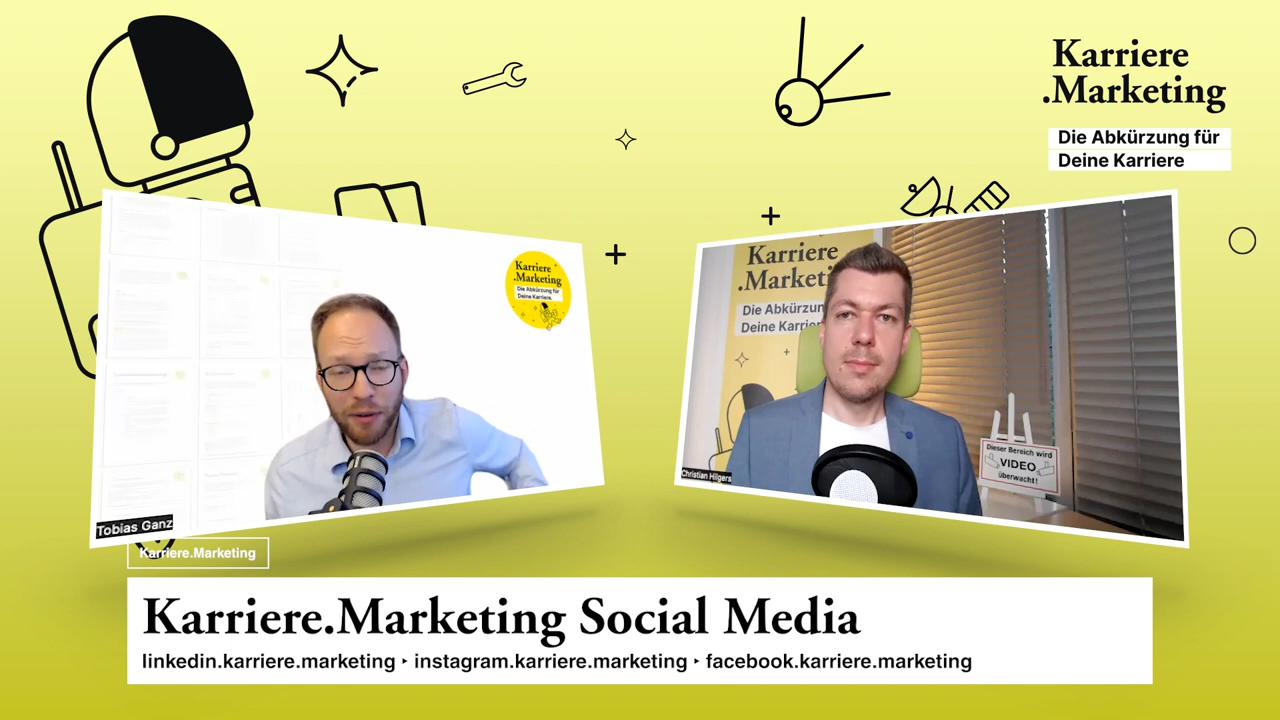 Karriere
.Marketing
Die Abkürzung für
Deine Karriere
Karriere
.Marketing
Die Abkürzung für
Deine Karriere.
Tobias Ganz
Karriere
.Marketi
Die Abkürzun
Deine Karrier
Dieser Bereich wird
VIDEO
überwacht!
Christian Hilgers
Karriere.Marketing
Karriere.Marketing Social Media
linkedin.karriere.marketing ‣ instagram.karriere.marketing ‣ facebook.karriere.marketing